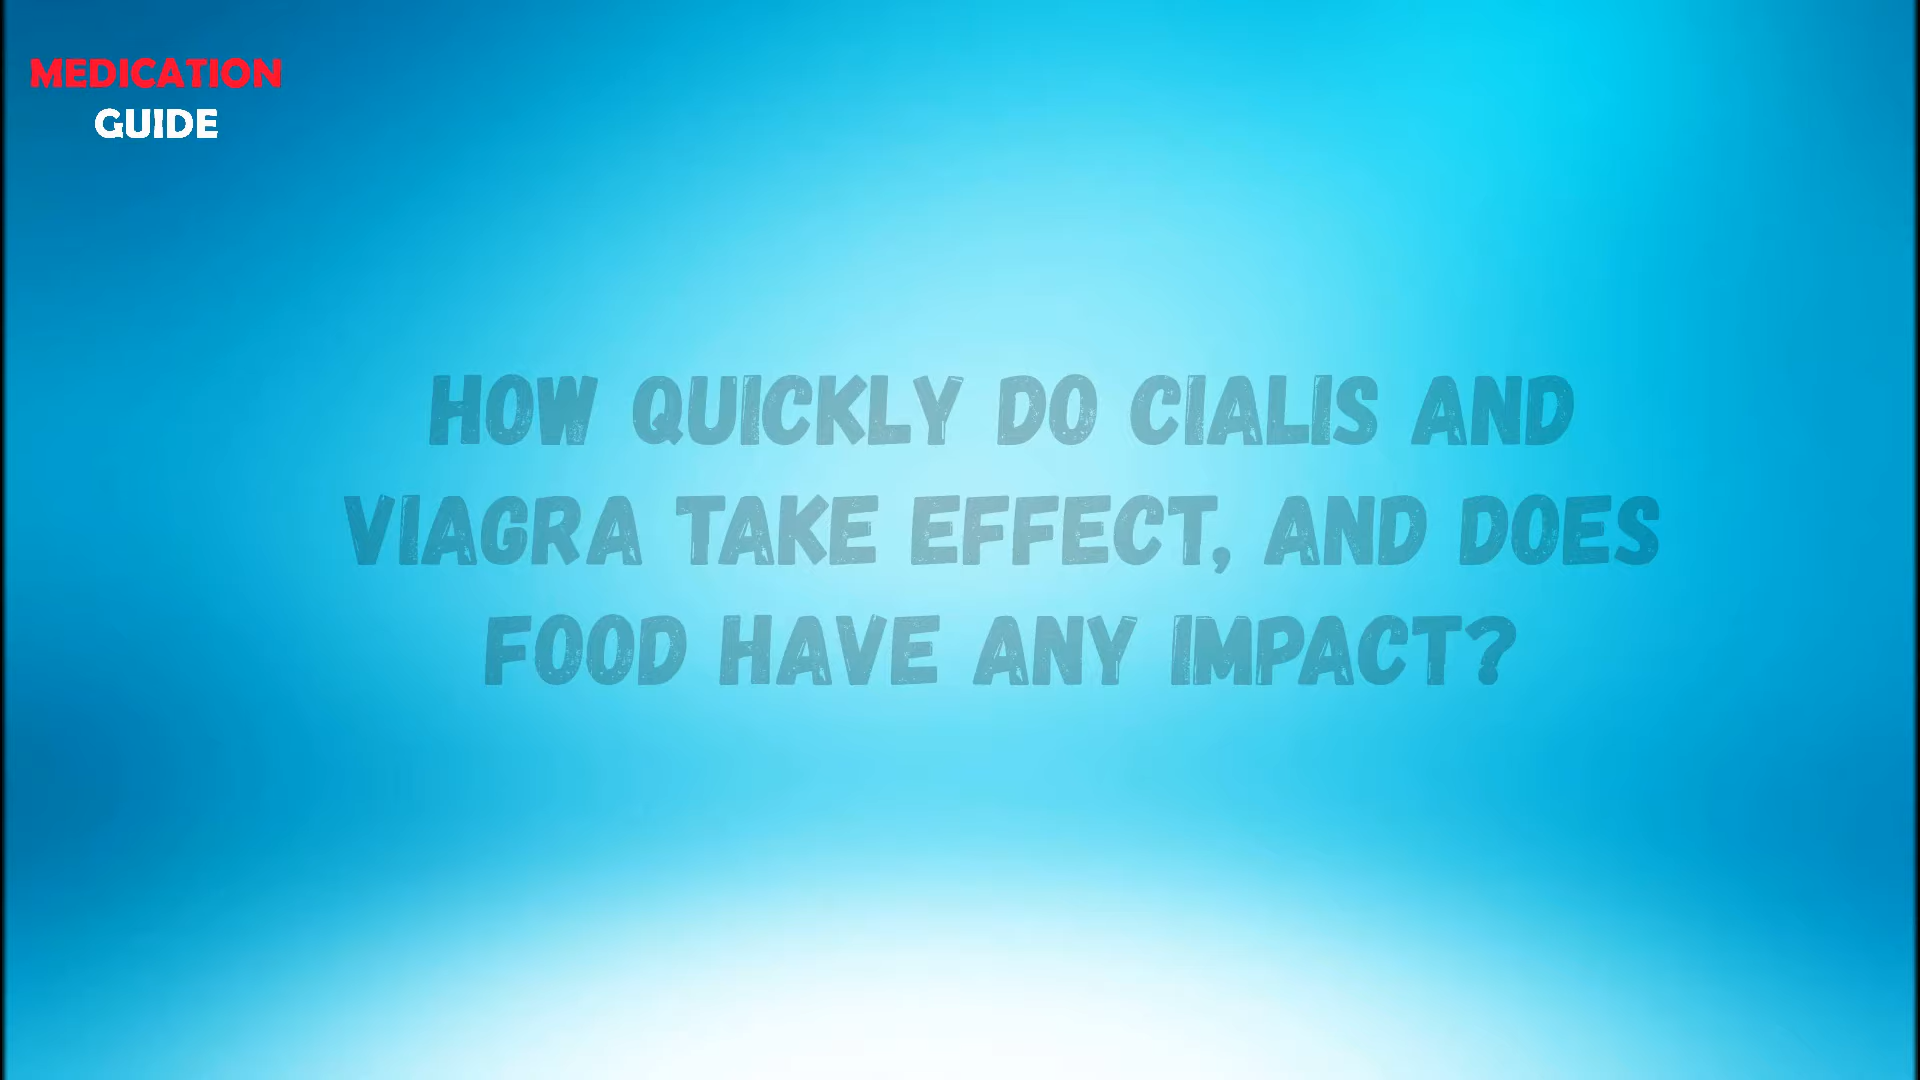 MEDICATION
GUIDE
HOW QUICKLY DO CIALIS AND
VIAGRA TAKE EFFECT, AND DOES
FOOD HAVE ANY IMPACT?